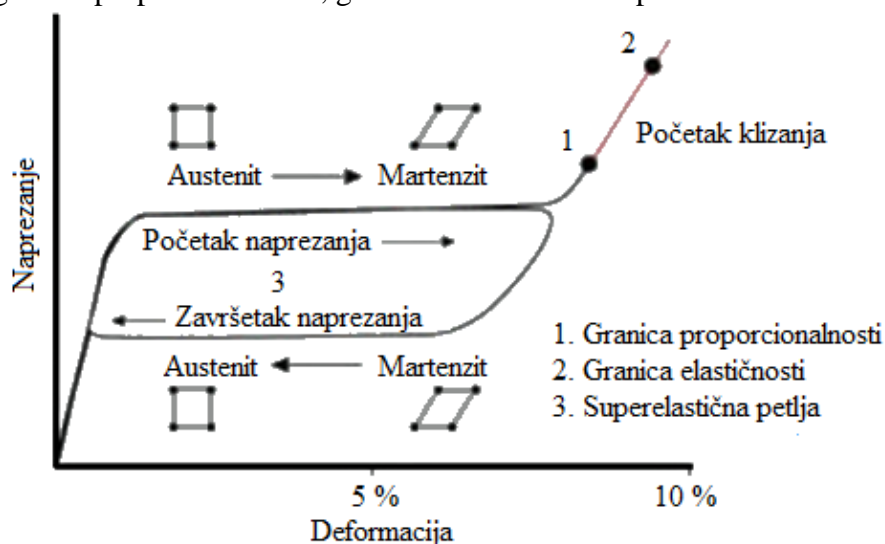 2
1
Početak klizanja
Austenit
Martenzit
Naprezanje
Početak naprezanja
3
Završetak naprezanja
Austenit
Martenzit
1. Granica proporcionalnosti
2. Granica elastičnosti
3. Superelastična petlja
5 %
10 %
Deformacija